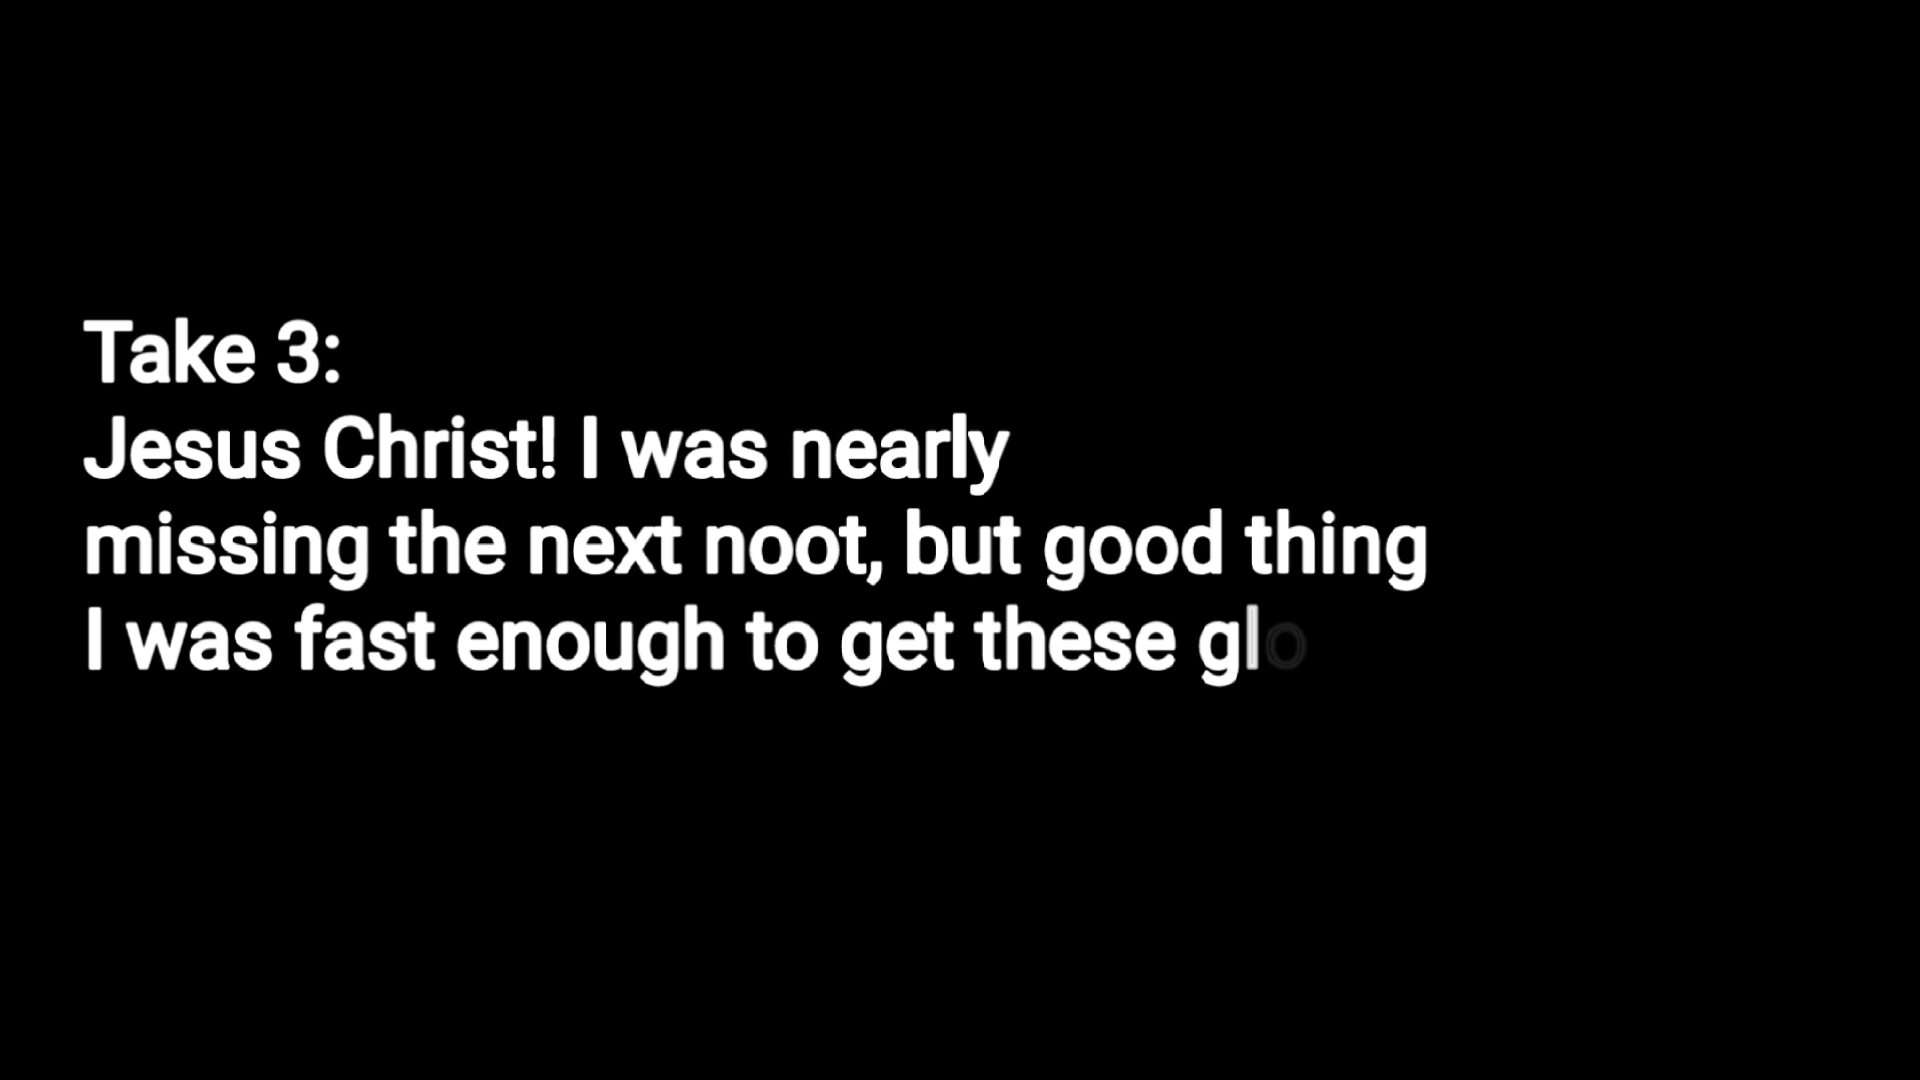 Take 3:
Jesus Christ! I was nearly
missing the next noot, but good thing
I was fast enough to get these glo